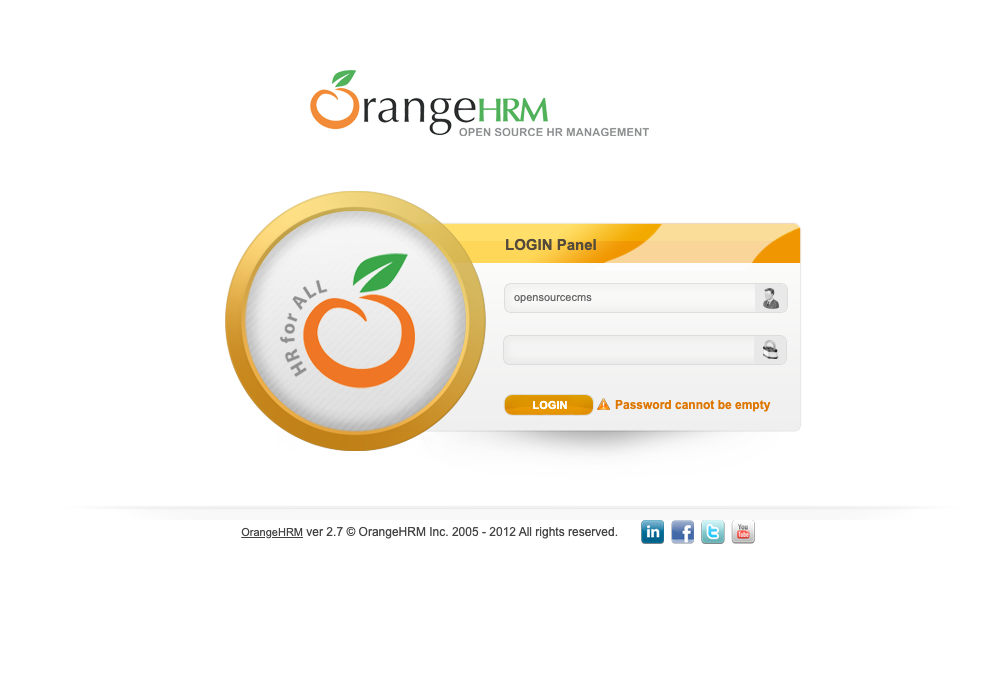 OrangeHRM
OPEN SOURCE HR MANAGEMENT
HR for ALL
LOGIN Panel
opensourcecms
LOGIN
Password cannot be empty
OrangeHRM ver 2.7 © OrangeHRM Inc. 2005 - 2012 All rights reserved.
in
f
t
You
Tube